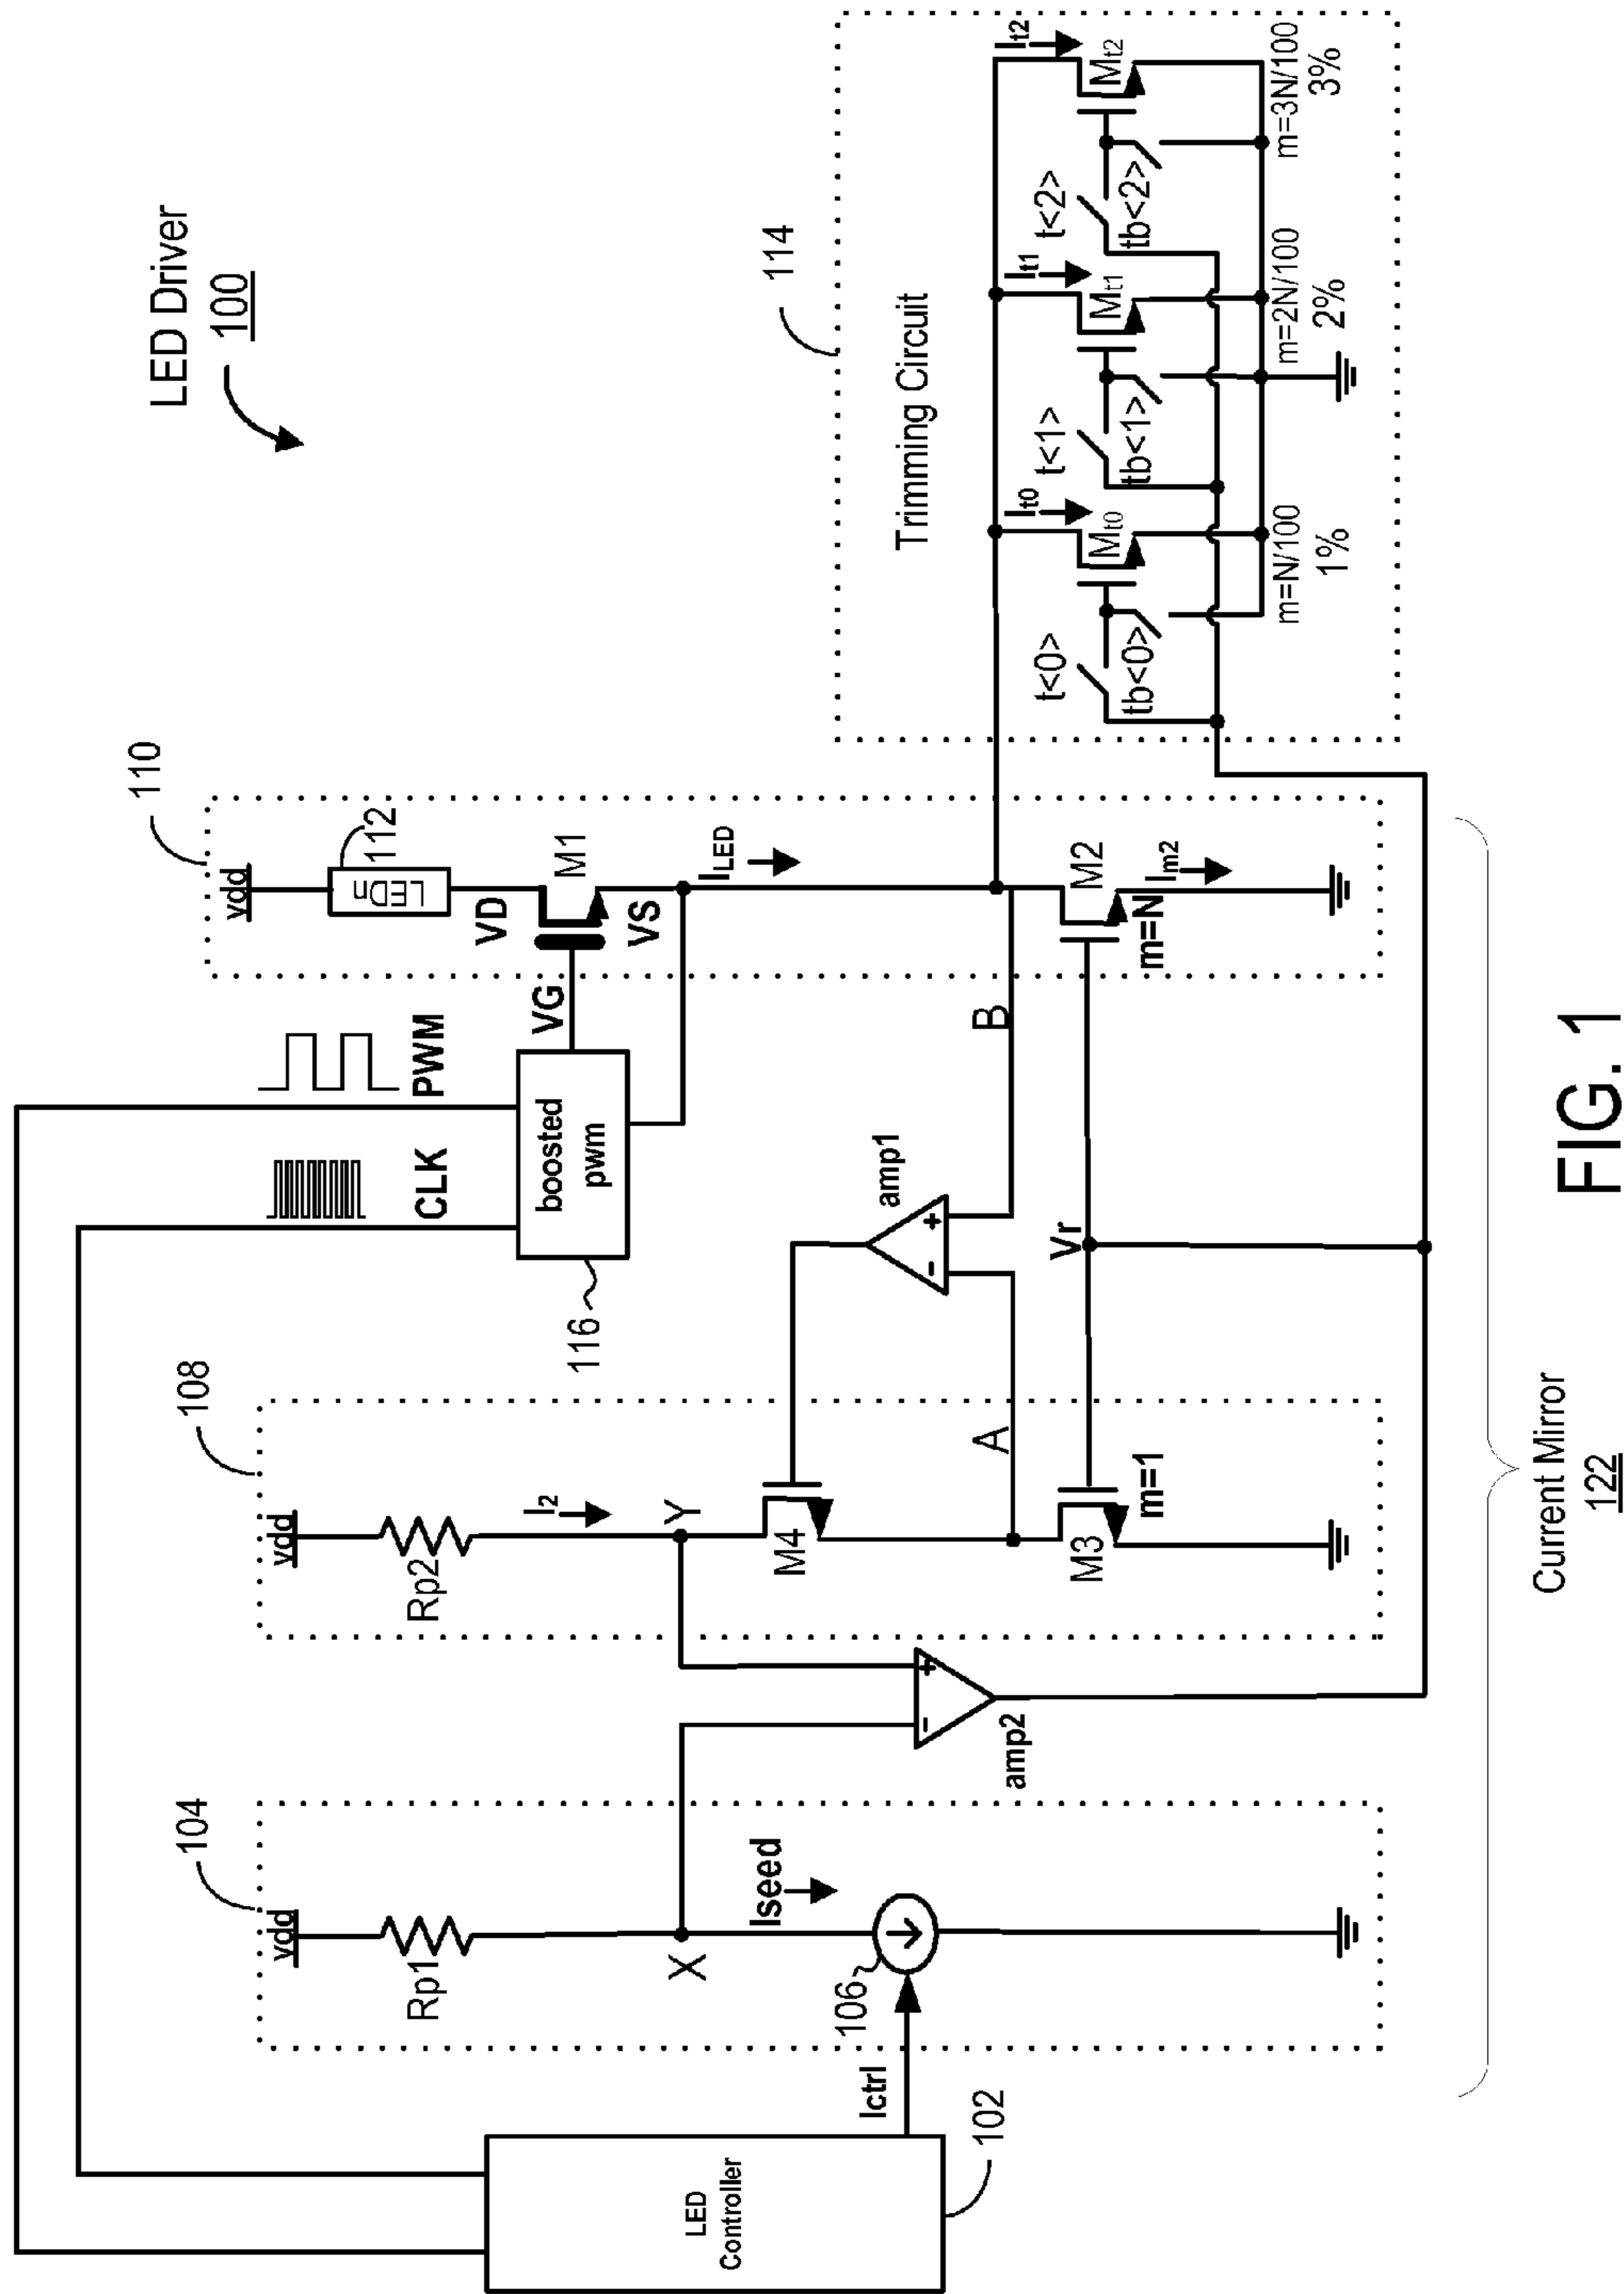 LED Driver
100
LED
Controller
102
Ictrl
104
vdd
Rp1
X
Iseed
106
amp2
-
+
108
vdd
Rp2
I2
Y
M4
A
M3
m=1
amp1
-
+
Vr
B
CLK
PWM
boosted
pwm
116
VG
110
vdd
LEDn
112
VD
M1
VS
ILED
M2
m=N
Im2
114
Trimming Circuit
t<0>
tb<0>
It0
Mt0
m=N/100
1%
t<1>
tb<1>
It1
Mt1
m=2N/100
2%
t<2>
tb<2>
It2
Mt2
m=3N/100
3%
Current Mirror
122
FIG. 1